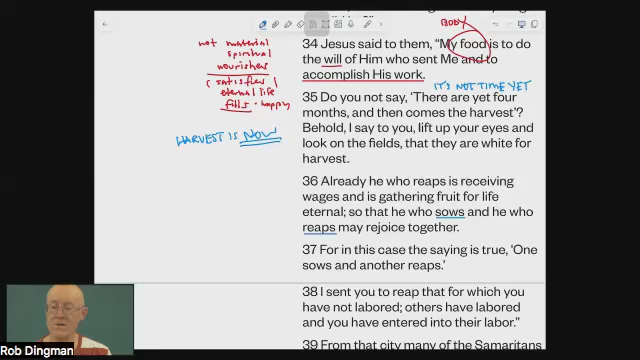 BODY
not material
spiritual
nourishes
(satisfies)
eternal life
fills · happy
HARVEST IS NOW
34 Jesus said to them, “My food is to do
the will of Him who sent Me and to
accomplish His work.
IT'S NOT TIME YET
35 Do you not say, ‘There are yet four
months, and then comes the harvest’?
Behold, I say to you, lift up your eyes and
look on the fields, that they are white for
harvest.
36 Already he who reaps is receiving
wages and is gathering fruit for life
eternal; so that he who sows and he who
reaps may rejoice together.
37 For in this case the saying is true, ‘One
sows and another reaps.’
38 I sent you to reap that for which you
have not labored; others have labored
and you have entered into their labor.”
39 From that city many of the Samaritans
Rob Dingman